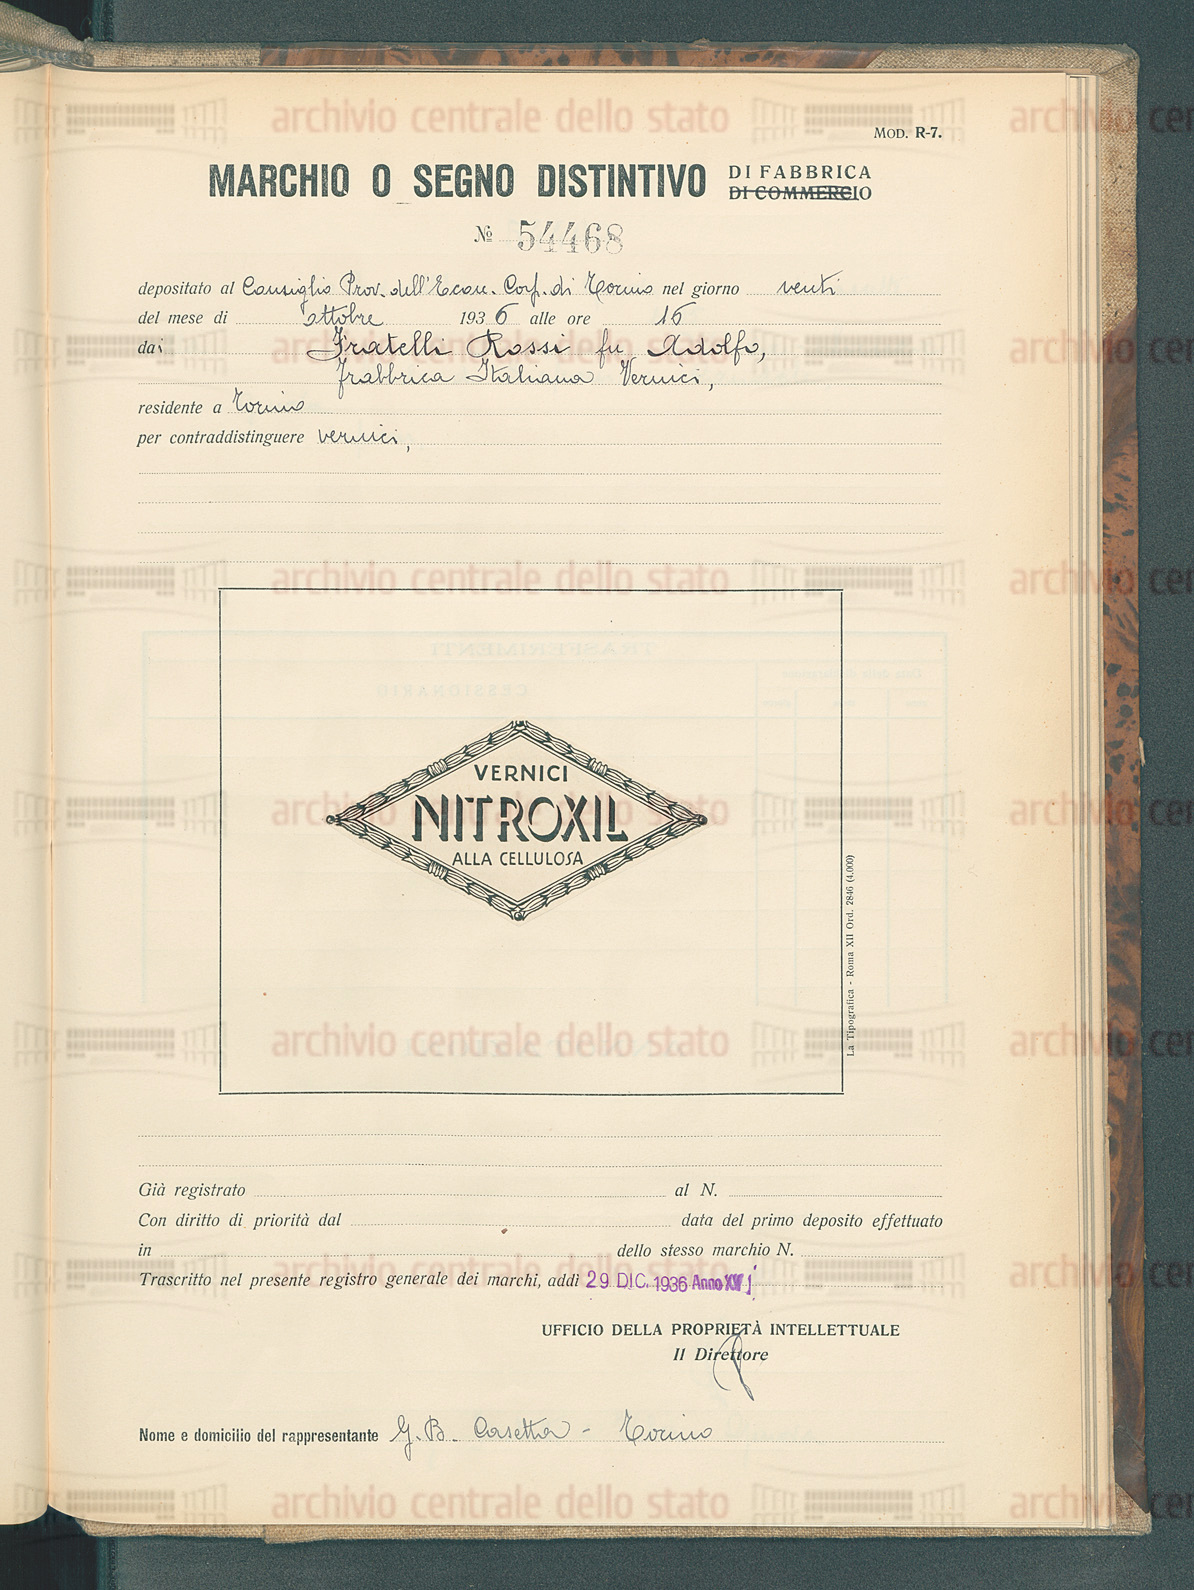 MOD. R-7.
MARCHIO O SEGNO DISTINTIVO DI FABBRICA
DI COMMERCIO
№ 54468
depositato al Consiglio Prov. dell'Econ. Corp. di Torino nel giorno venti
del mese di ottobre 1936 alle ore 16
dai Fratelli Rossi fu Adolfo,
Fabbrica Italiana Vernici,
residente a Torino
per contraddistinguere vernici,
VERNICI
NITROXIL
ALLA CELLULOSA
La Tipografica - Roma XII Ord. 2846 (4.000)
Già registrato al N.
Con diritto di priorità dal data del primo deposito effettuato
in dello stesso marchio N.
Trascritto nel presente registro generale dei marchi, addì 29 DIC. 1936 Anno XV
UFFICIO DELLA PROPRIETÀ INTELLETTUALE
Il Direttore
Nome e domicilio del rappresentante G. B. Casetta - Torino
archivio centrale dello stato